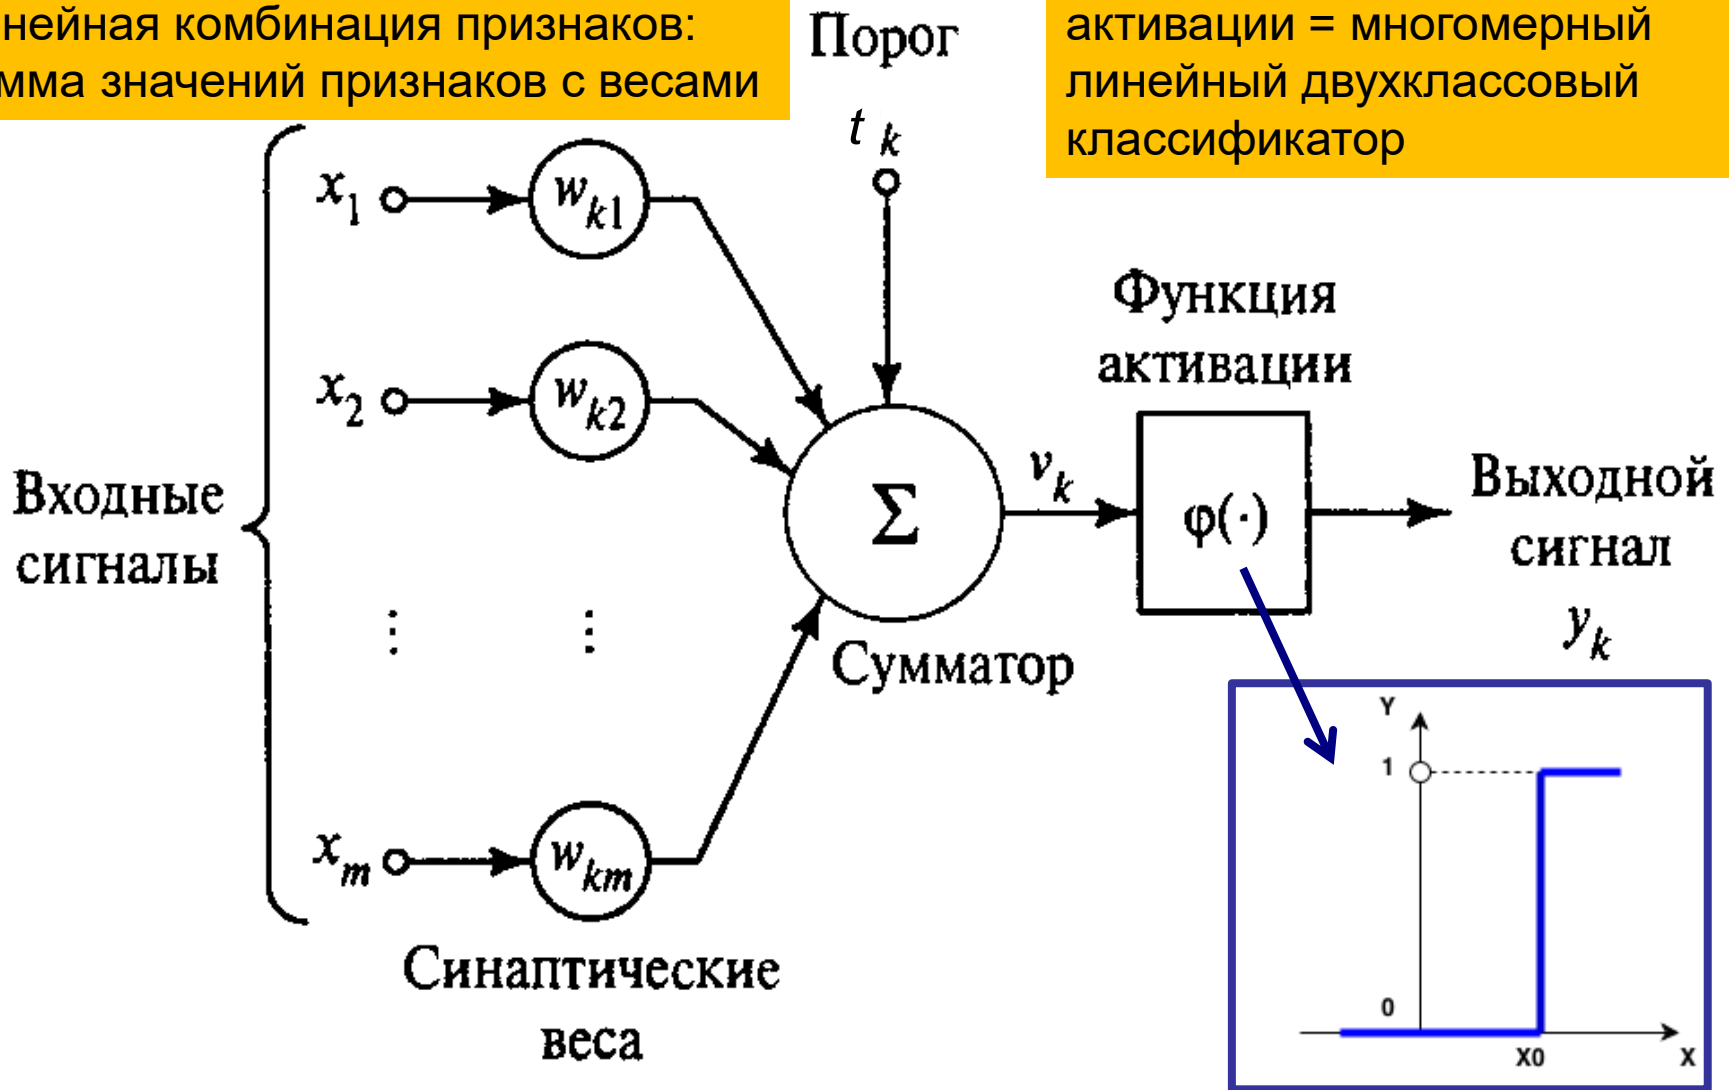 нейная комбинация признаков:
мма значений признаков с весами
Порог
t k
активации = многомерный
линейный двухклассовый
классификатор
x1
wk1
x2
wk2
Входные
сигналы
⋮ ⋮
xm
wkm
Синаптические
веса
Σ
Сумматор
vk
Функция
активации
φ(·)
Выходной
сигнал
yk
Y
1
0
X0
X